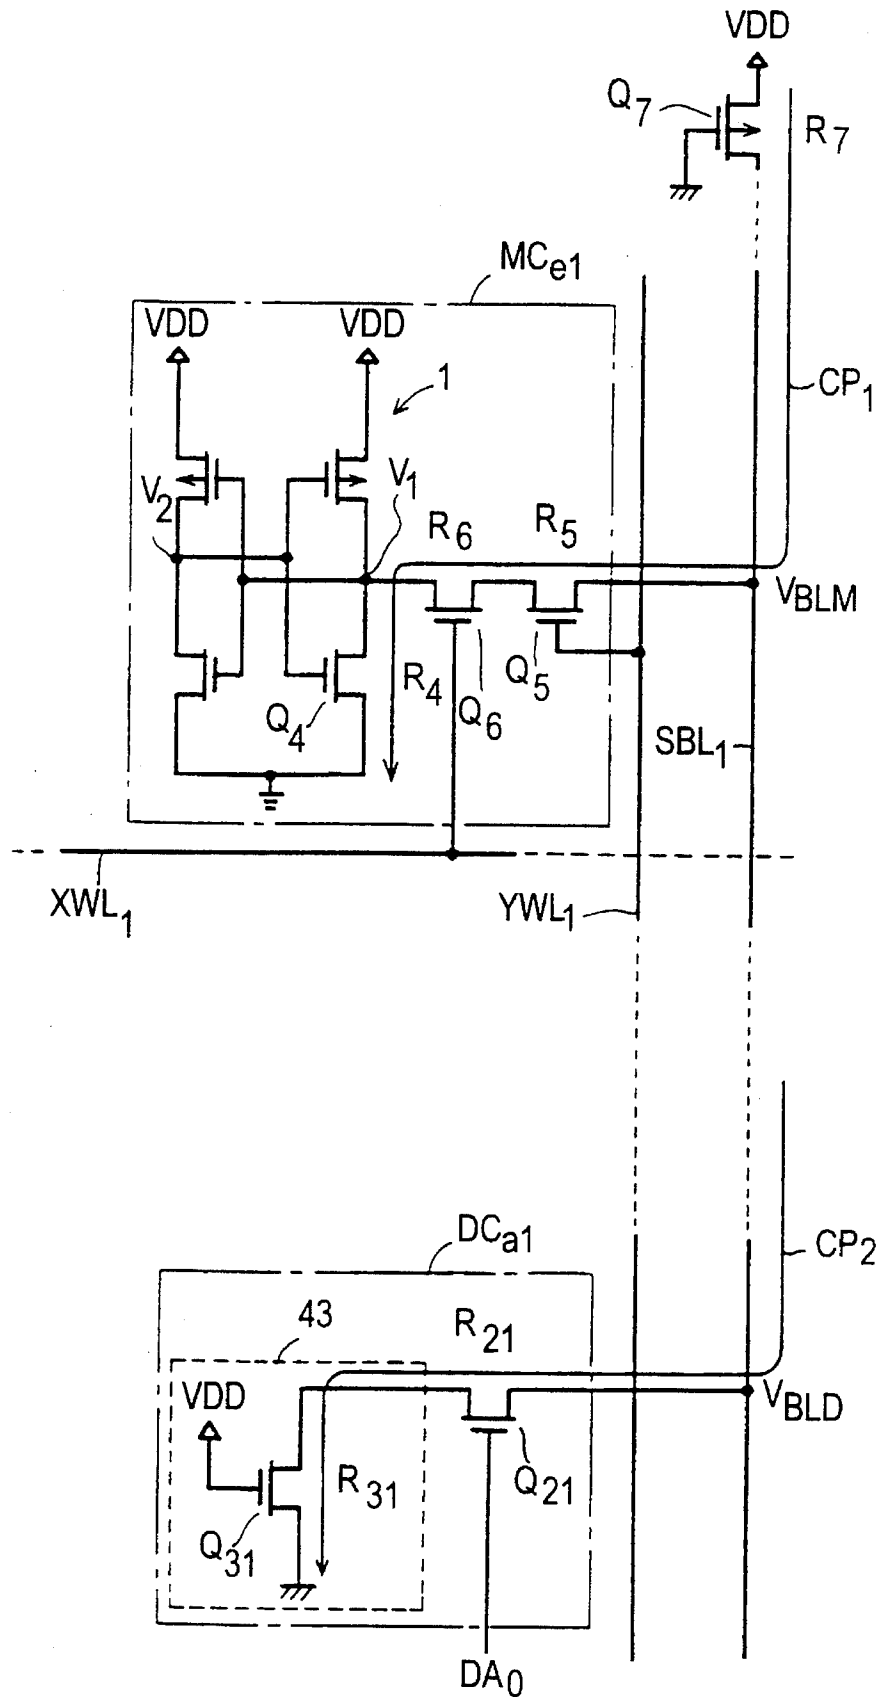 VDD
Q7
R7
MCe1
VDD
VDD
1
CP1
V2
V1
R6
R5
VBLM
R4
Q4
Q6
Q5
SBL1
XWL1
YWL1
DCa1
CP2
43
R21
VDD
VBLD
R31
Q21
Q31
DA0